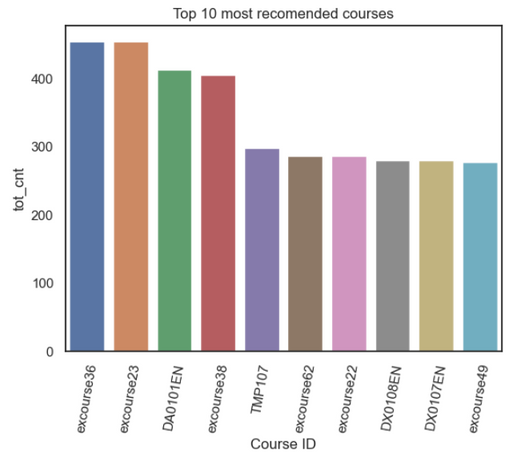 Top 10 most recomended courses
tot_cnt
400
300
200
100
0
excourse36
excourse23
DA0101EN
excourse38
TMP107
excourse62
excourse22
DX0108EN
DX0107EN
excourse49
Course ID